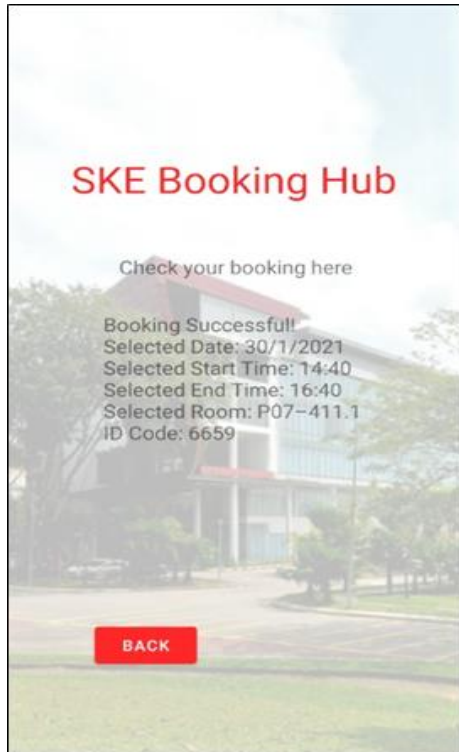 SKE Booking Hub
Check your booking here
Booking Successful!
Selected Date: 30/1/2021
Selected Start Time: 14:40
Selected End Time: 16:40
Selected Room: P07-411.1
ID Code: 6659
BACK